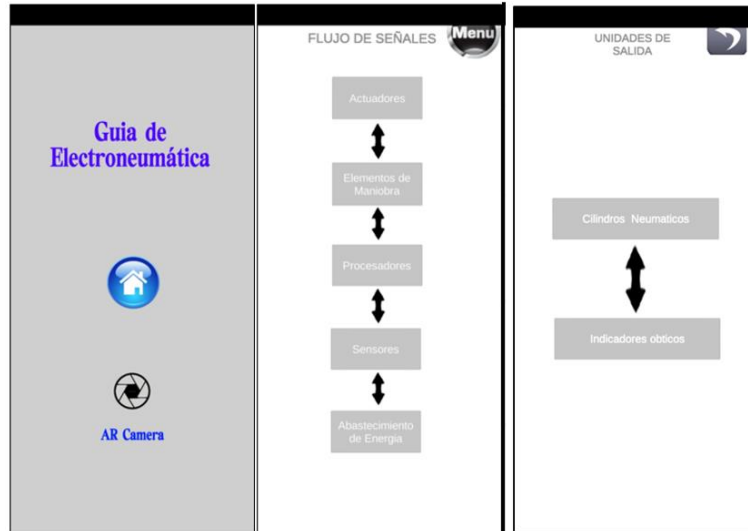 Guia de
Electroneumática
AR Camera
FLUJO DE SEÑALES
Menu
Actuadores
Elementos de
Maniobra
Procesadores
Sensores
Abastecimiento
de Energia
UNIDADES DE
SALIDA
Cilindros Neumaticos
Indicadores obticos